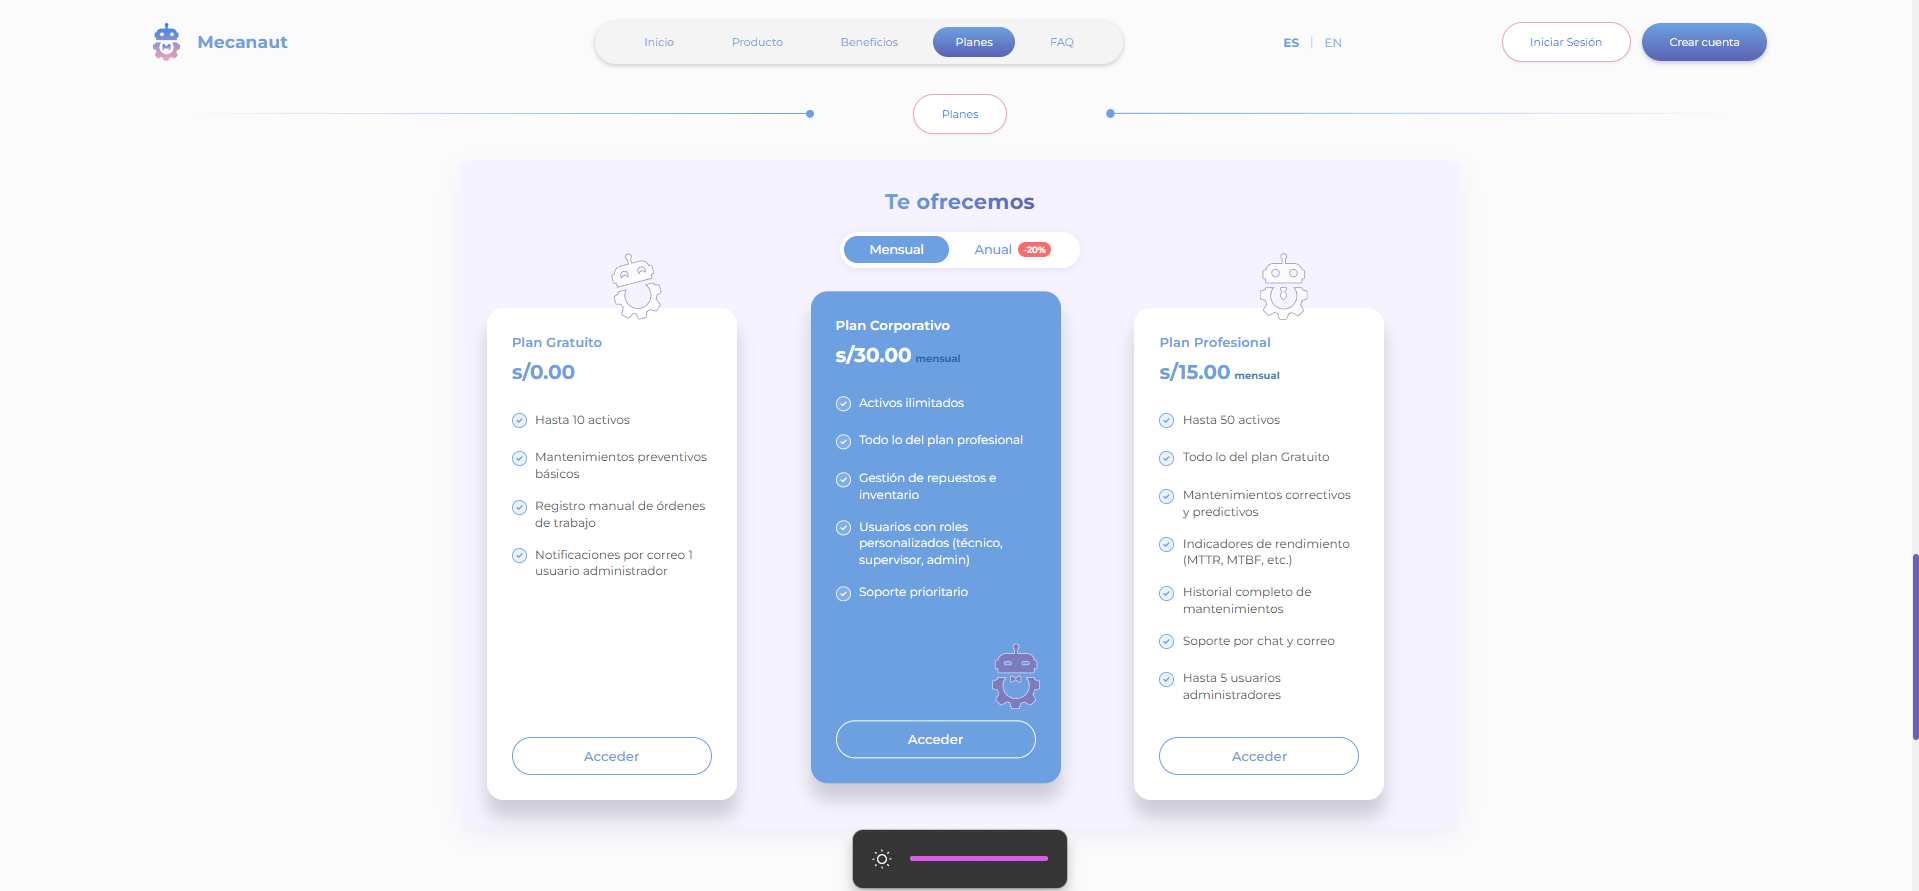 Mecanaut
Inicio
Producto
Beneficios
Planes
FAQ
ES | EN
Iniciar Sesión
Crear cuenta
Planes
Te ofrecemos
Mensual
Anual -20%
Plan Gratuito
s/0.00
Hasta 10 activos
Mantenimientos preventivos
básicos
Registro manual de órdenes
de trabajo
Notificaciones por correo 1
usuario administrador
Acceder
Plan Corporativo
s/30.00 mensual
Activos ilimitados
Todo lo del plan profesional
Gestión de repuestos e
inventario
Usuarios con roles
personalizados (técnico,
supervisor, admin)
Soporte prioritario
Acceder
Plan Profesional
s/15.00 mensual
Hasta 50 activos
Todo lo del plan Gratuito
Mantenimientos correctivos
y predictivos
Indicadores de rendimiento
(MTTR, MTBF, etc.)
Historial completo de
mantenimientos
Soporte por chat y correo
Hasta 5 usuarios
administradores
Acceder